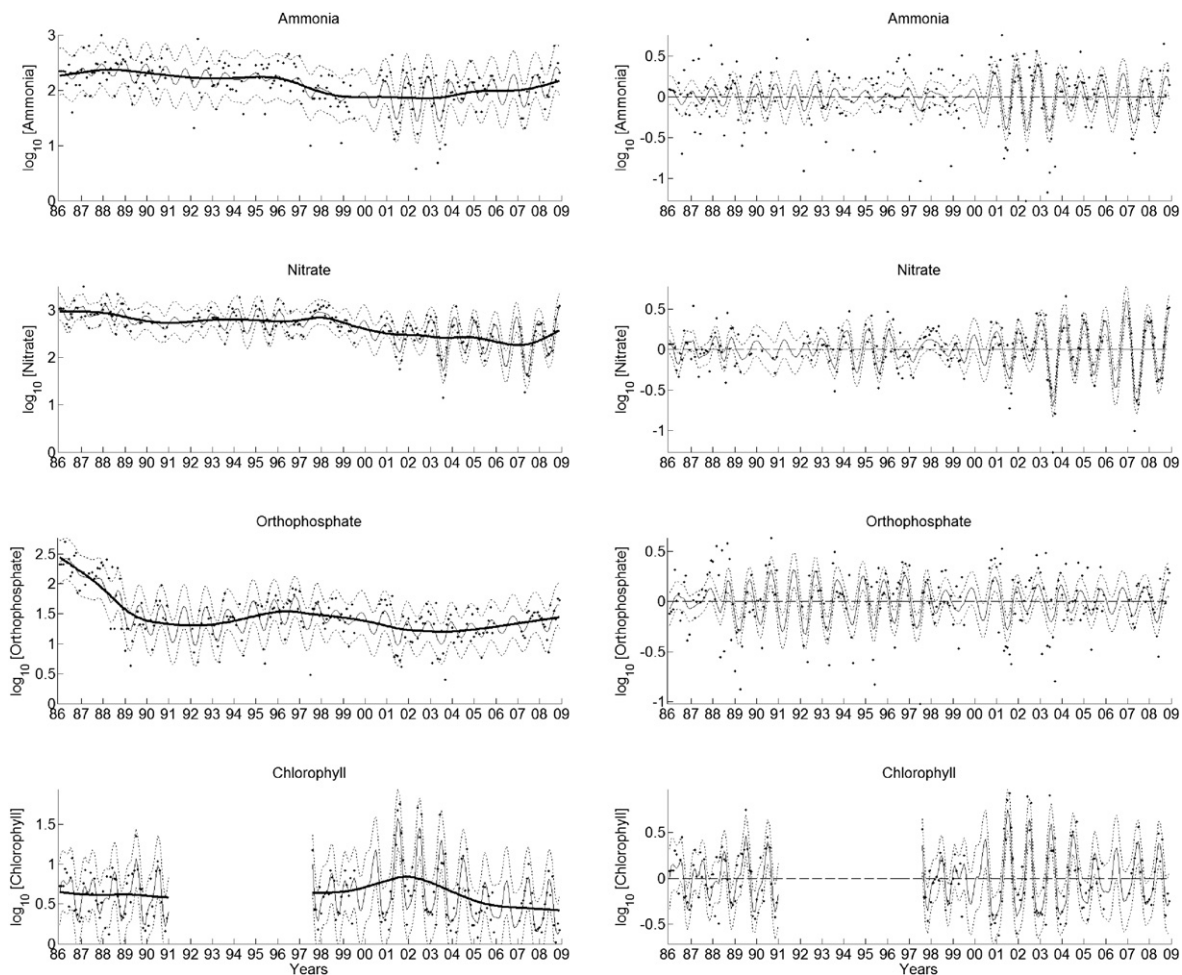 Ammonia
log10 [Ammonia]
3
2
1
0
86 87 88 89 90 91 92 93 94 95 96 97 98 99 00 01 02 03 04 05 06 07 08 09
Ammonia
log10 [Ammonia]
0.5
0
-0.5
-1
86 87 88 89 90 91 92 93 94 95 96 97 98 99 00 01 02 03 04 05 06 07 08 09
Nitrate
log10 [Nitrate]
3
2
1
0
86 87 88 89 90 91 92 93 94 95 96 97 98 99 00 01 02 03 04 05 06 07 08 09
Nitrate
log10 [Nitrate]
0.5
0
-0.5
-1
86 87 88 89 90 91 92 93 94 95 96 97 98 99 00 01 02 03 04 05 06 07 08 09
Orthophosphate
log10 [Orthophosphate]
2.5
2
1.5
1
0.5
0
86 87 88 89 90 91 92 93 94 95 96 97 98 99 00 01 02 03 04 05 06 07 08 09
Orthophosphate
log10 [Orthophosphate]
0.5
0
-0.5
-1
86 87 88 89 90 91 92 93 94 95 96 97 98 99 00 01 02 03 04 05 06 07 08 09
Chlorophyll
log10 [Chlorophyll]
1.5
1
0.5
0
86 87 88 89 90 91 92 93 94 95 96 97 98 99 00 01 02 03 04 05 06 07 08 09
Years
Chlorophyll
log10 [Chlorophyll]
0.5
0
-0.5
86 87 88 89 90 91 92 93 94 95 96 97 98 99 00 01 02 03 04 05 06 07 08 09
Years